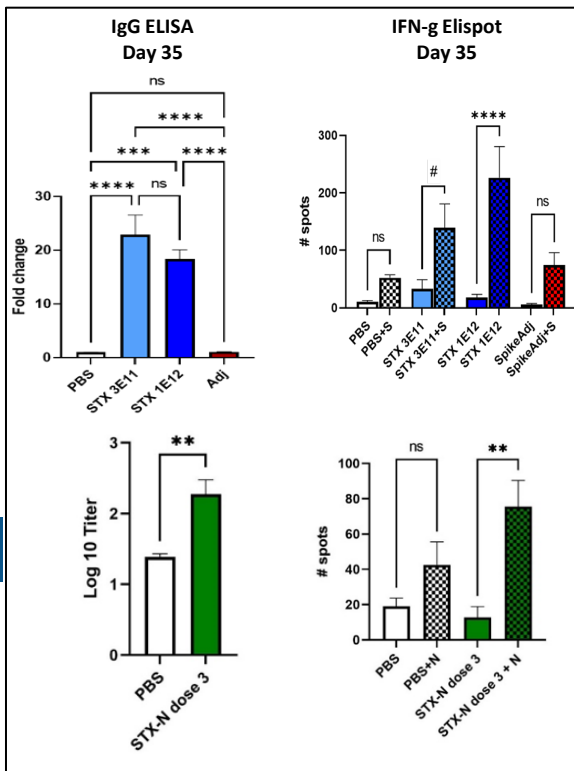 IgG ELISA
Day 35
IFN-g Elispot
Day 35
ns
****
***
****
****
ns
Fold change
30
20
10
0
PBS
STX 3E11
STX 1E12
Adj
****
#
ns
ns
# spots
300
200
100
0
PBS
PBS+S
STX 3E11
STX 3E11+S
STX 1E12
STX 1E12
SpikeAdj
SpikeAdj+S
**
Log 10 Titer
3
2
1
0
PBS
STX-N dose 3
ns
**
# spots
100
80
60
40
20
0
PBS
PBS+N
STX-N dose 3
STX-N dose 3 + N